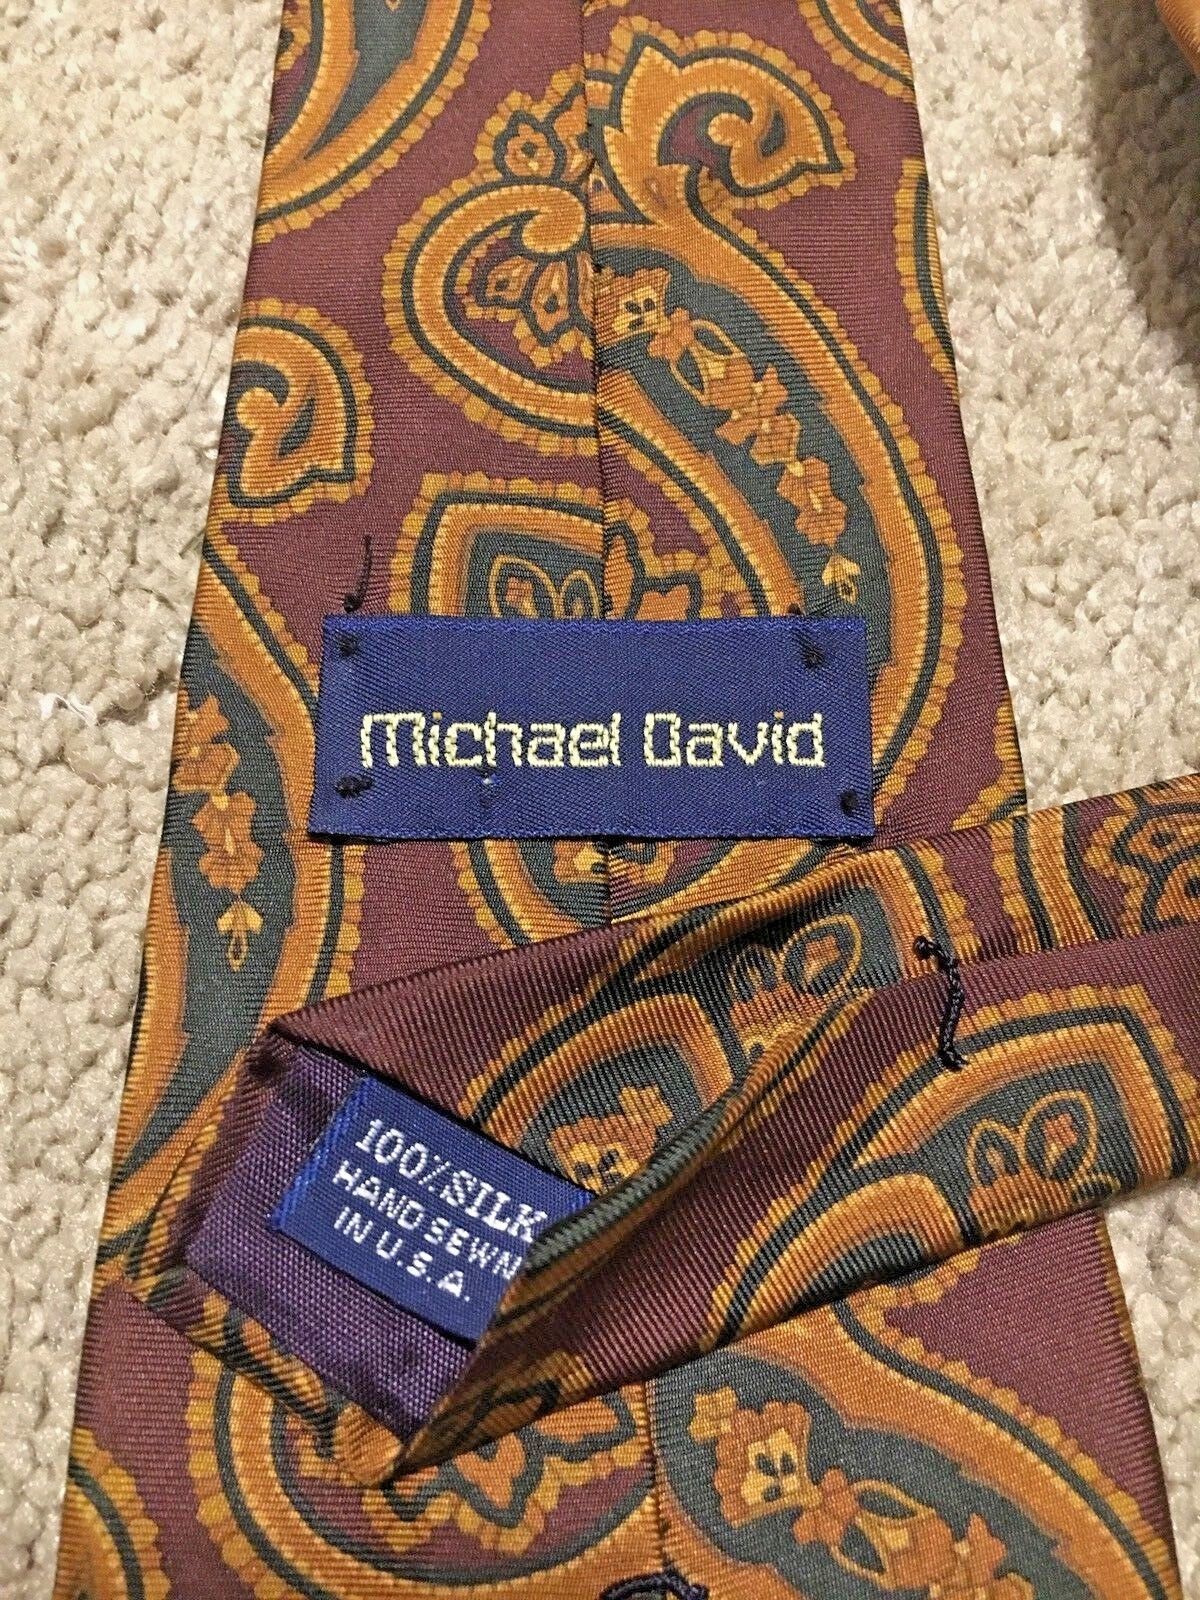 Michael David
100% SILK
HAND SEWN
IN U.S.A.